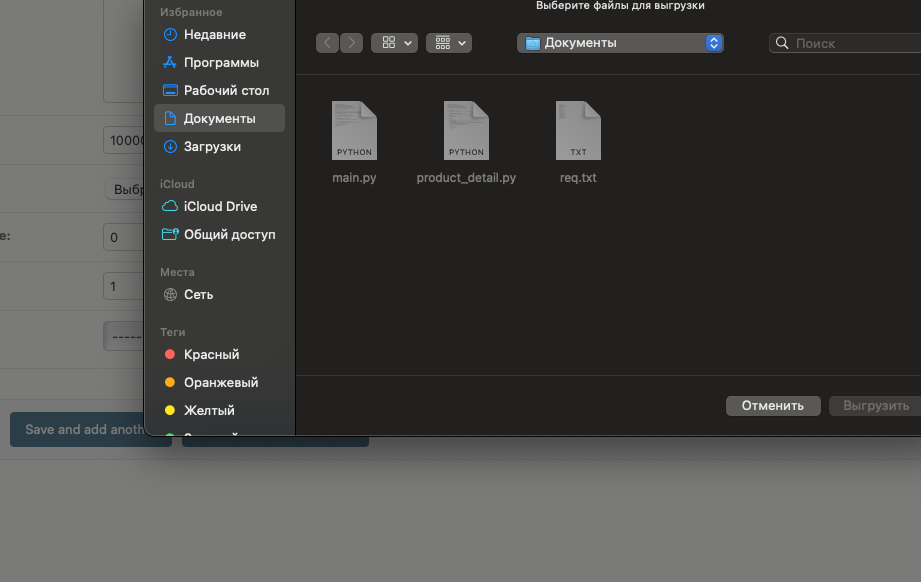 Выберите файлы для выгрузки
Избранное
Недавние
Программы
Рабочий стол
Документы
Загрузки
iCloud
iCloud Drive
Общий доступ
Места
Сеть
Теги
Красный
Оранжевый
Желтый
Документы
Поиск
PYTHON
main.py
PYTHON
product_detail.py
TXT
req.txt
Отменить
Выгрузить
10000
Выбр
е:
0
1
-----
Save and add anoth